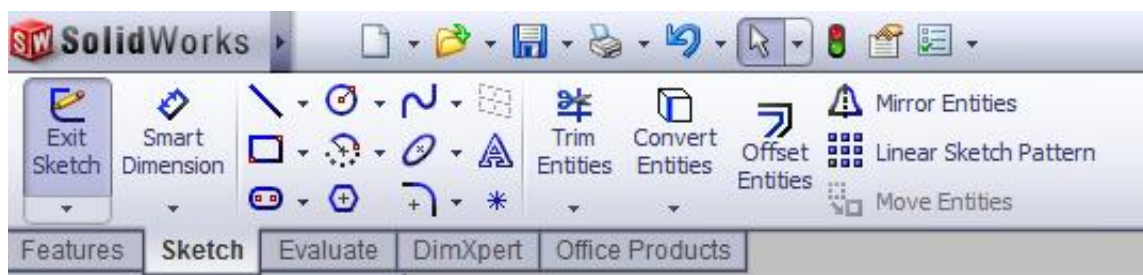 SolidWorks
Exit
Sketch
Smart
Dimension
Trim
Entities
Convert
Entities
Offset
Entities
Mirror Entities
Linear Sketch Pattern
Move Entities
Features
Sketch
Evaluate
DimXpert
Office Products